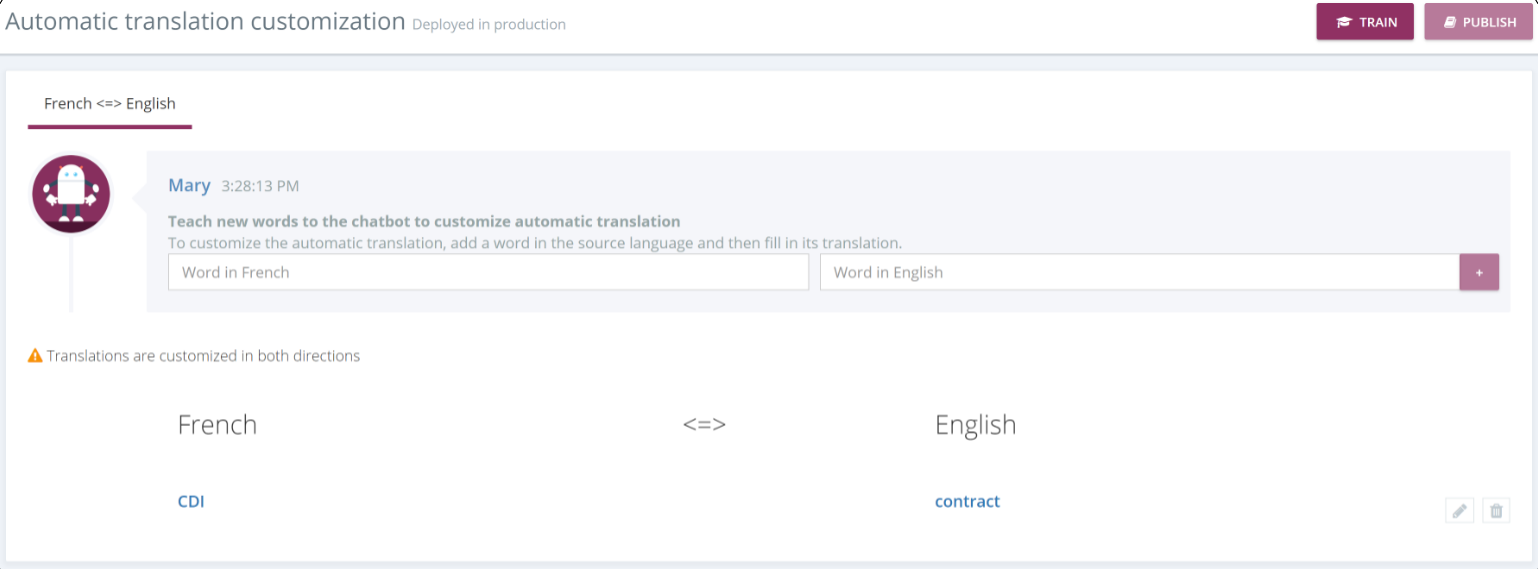 Automatic translation customization Deployed in production
TRAIN
PUBLISH
French <=> English
Mary 3:28:13 PM
Teach new words to the chatbot to customize automatic translation
To customize the automatic translation, add a word in the source language and then fill in its translation.
Word in French
Word in English
+
Translations are customized in both directions
French <=> English
CDI contract